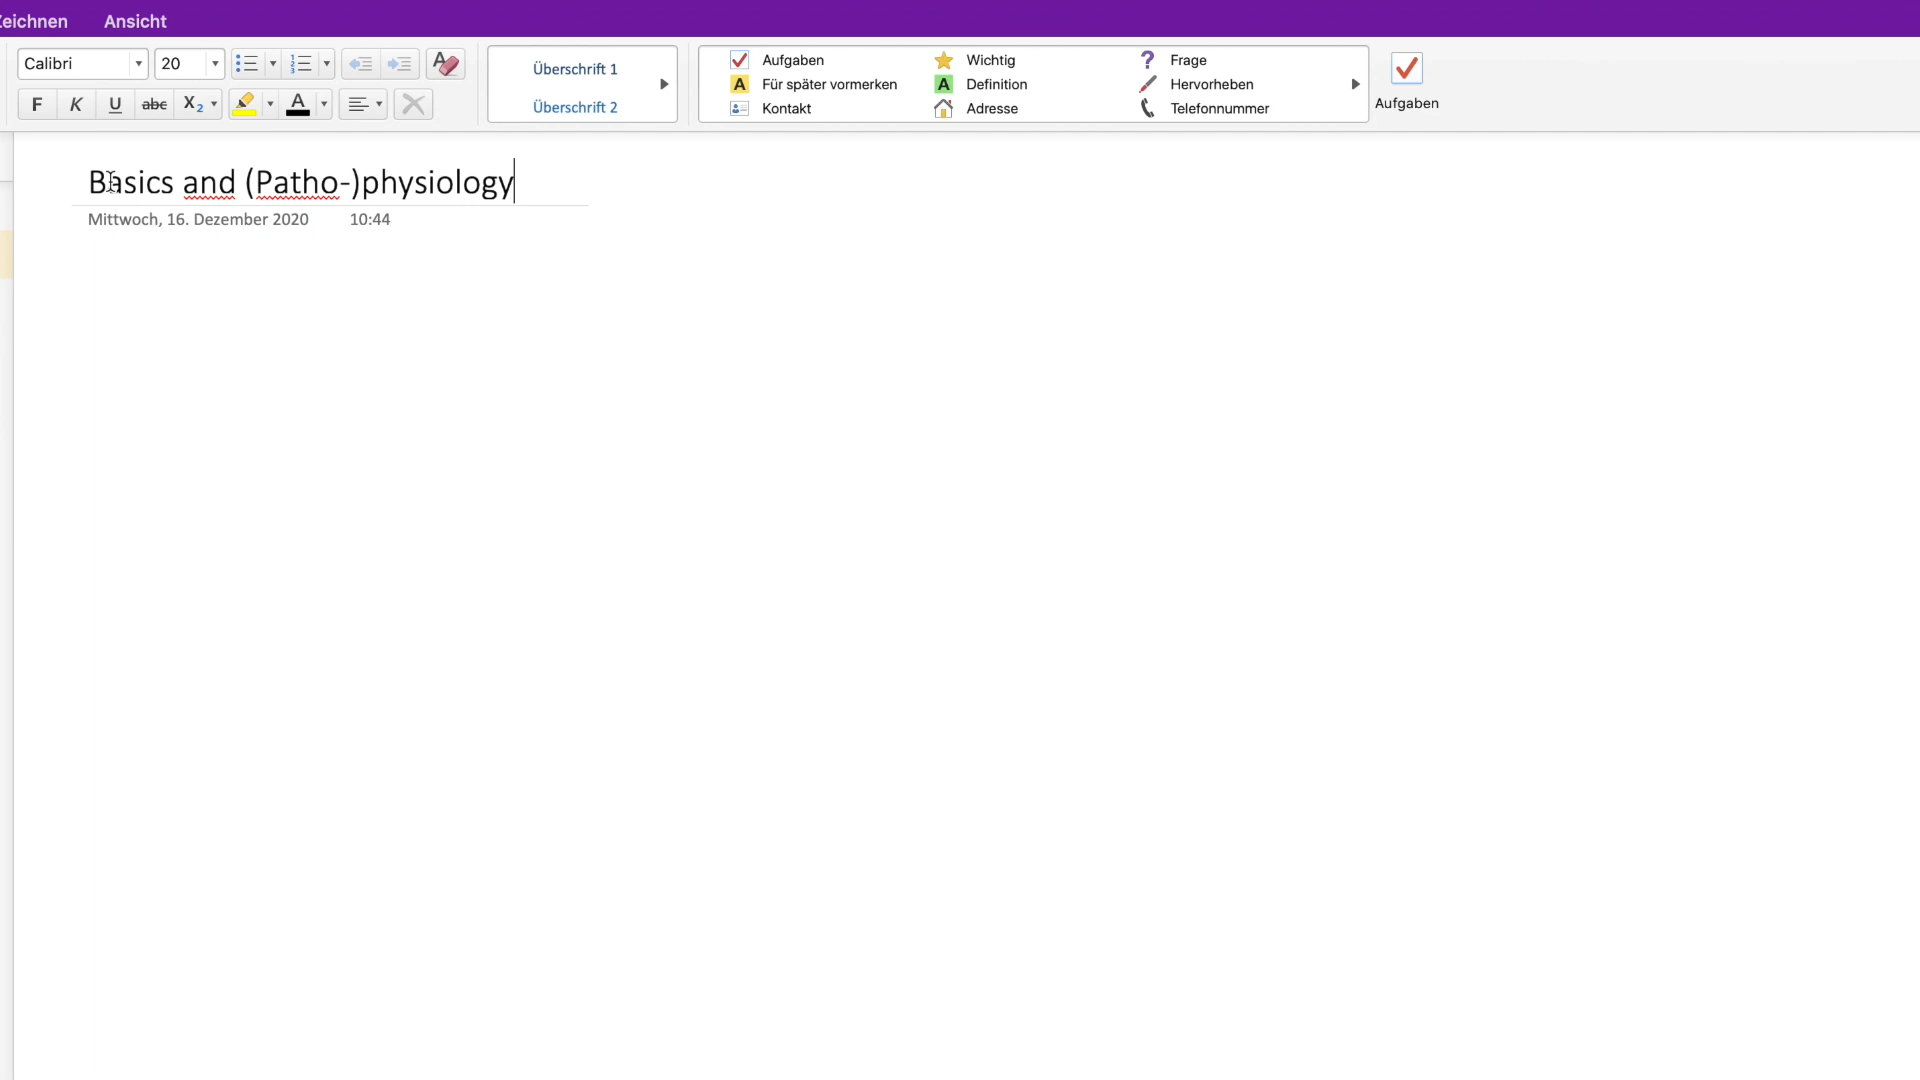 Zeichnen Ansicht
Calibri 20
F K U abc X₂ A
Überschrift 1
Überschrift 2
Aufgaben Wichtig Frage
Für später vormerken Definition Hervorheben
Kontakt Adresse Telefonnummer
Aufgaben
Basics and (Patho-)physiology
Mittwoch, 16. Dezember 2020 10:44